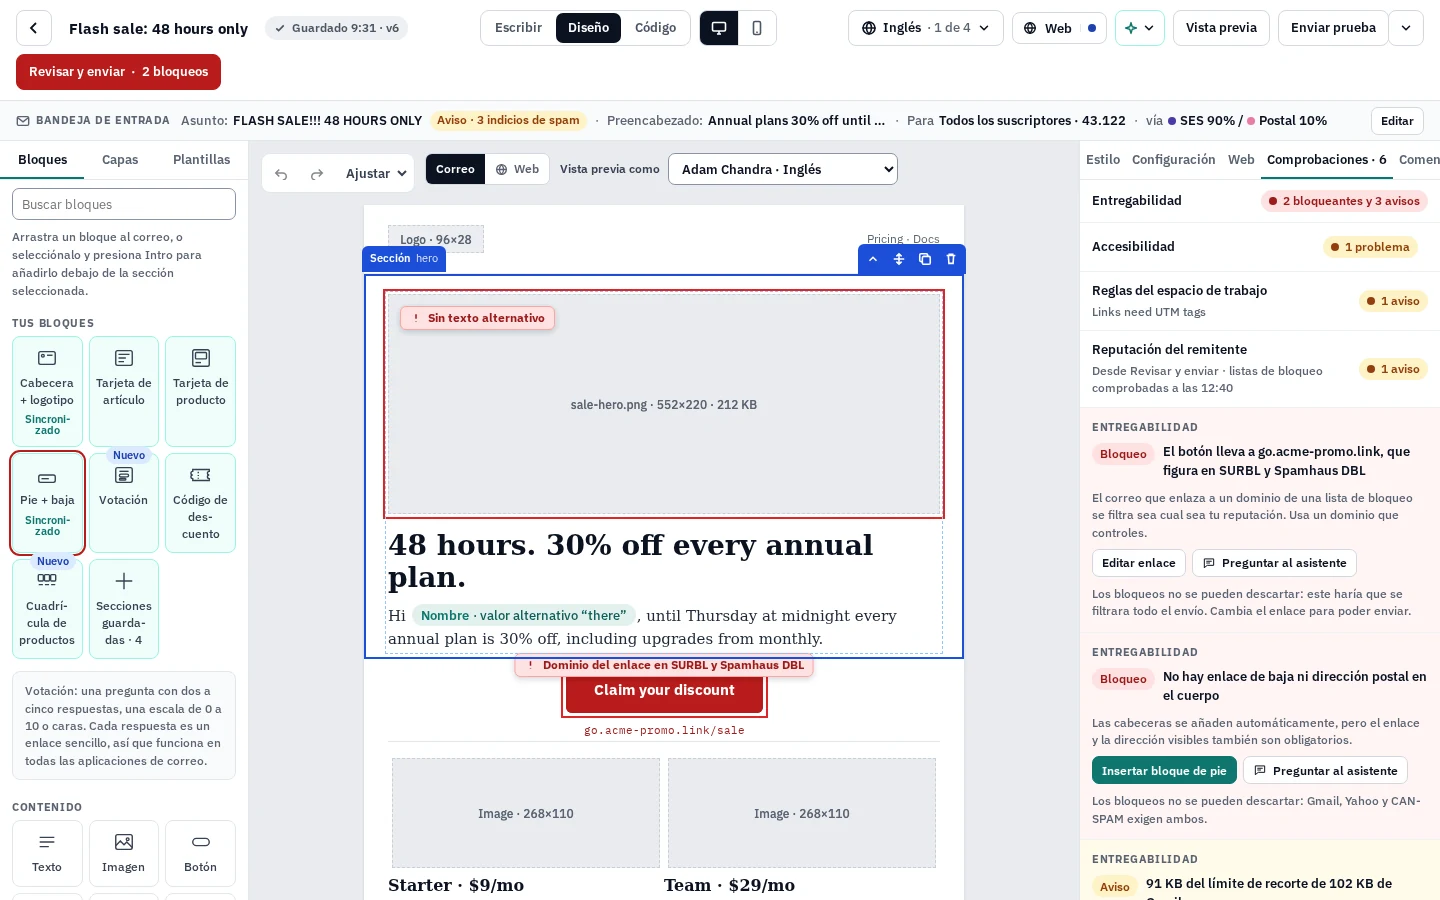 Flash sale: 48 hours only
Guardado 9:31 · v6
Escribir
Diseño
Código
Inglés · 1 de 4
Web
Vista previa
Enviar prueba
Revisar y enviar · 2 bloqueos
BANDEJA DE ENTRADA
Asunto: FLASH SALE!!! 48 HOURS ONLY
Aviso · 3 indicios de spam
· Preencabezado: Annual plans 30% off until ...
· Para Todos los suscriptores · 43.122
· vía SES 90% / Postal 10%
Editar
Bloques
Capas
Plantillas
Buscar bloques
Arrastra un bloque al correo, o
selecciónalo y presiona Intro para
añadirlo debajo de la sección
seleccionada.
TUS BLOQUES
Cabecera
+ logotipo
Sincroni-
zado
Tarjeta de
artículo
Tarjeta de
producto
Pie + baja
Sincroni-
zado
Nuevo
Votación
Código de
des-
cuento
Nuevo
Cuadrí-
cula de
productos
Secciones
guarda-
das · 4
Votación: una pregunta con dos a
cinco respuestas, una escala de 0 a
10 o caras. Cada respuesta es un
enlace sencillo, así que funciona en
todas las aplicaciones de correo.
CONTENIDO
Texto
Imagen
Botón
Ajustar
Correo
Web
Vista previa como
Adam Chandra · Inglés
Logo · 96×28
Pricing · Docs
Sección hero
! Sin texto alternativo
sale-hero.png · 552×220 · 212 KB
48 hours. 30% off every annual
plan.
Hi Nombre · valor alternativo “there” , until Thursday at midnight every
annual plan is 30% off, including upgrades from monthly.
! Dominio del enlace en SURBL y Spamhaus DBL
Claim your discount
go.acme-promo.link/sale
Image · 268×110
Image · 268×110
Starter · $9/mo
Team · $29/mo
Estilo
Configuración
Web
Comprobaciones · 6
Comen
Entregabilidad
2 bloqueantes y 3 avisos
Accesibilidad
1 problema
Reglas del espacio de trabajo
Links need UTM tags
1 aviso
Reputación del remitente
Desde Revisar y enviar · listas de bloqueo
comprobadas a las 12:40
1 aviso
ENTREGABILIDAD
Bloqueo
El botón lleva a go.acme-promo.link, que
figura en SURBL y Spamhaus DBL
El correo que enlaza a un dominio de una lista de bloqueo
se filtra sea cual sea tu reputación. Usa un dominio que
controles.
Editar enlace
Preguntar al asistente
Los bloqueos no se pueden descartar: este haría que se
filtrara todo el envío. Cambia el enlace para poder enviar.
ENTREGABILIDAD
Bloqueo
No hay enlace de baja ni dirección postal en
el cuerpo
Las cabeceras se añaden automáticamente, pero el enlace
y la dirección visibles también son obligatorios.
Insertar bloque de pie
Preguntar al asistente
Los bloqueos no se pueden descartar: Gmail, Yahoo y CAN-
SPAM exigen ambos.
ENTREGABILIDAD
Aviso
91 KB del límite de recorte de 102 KB de